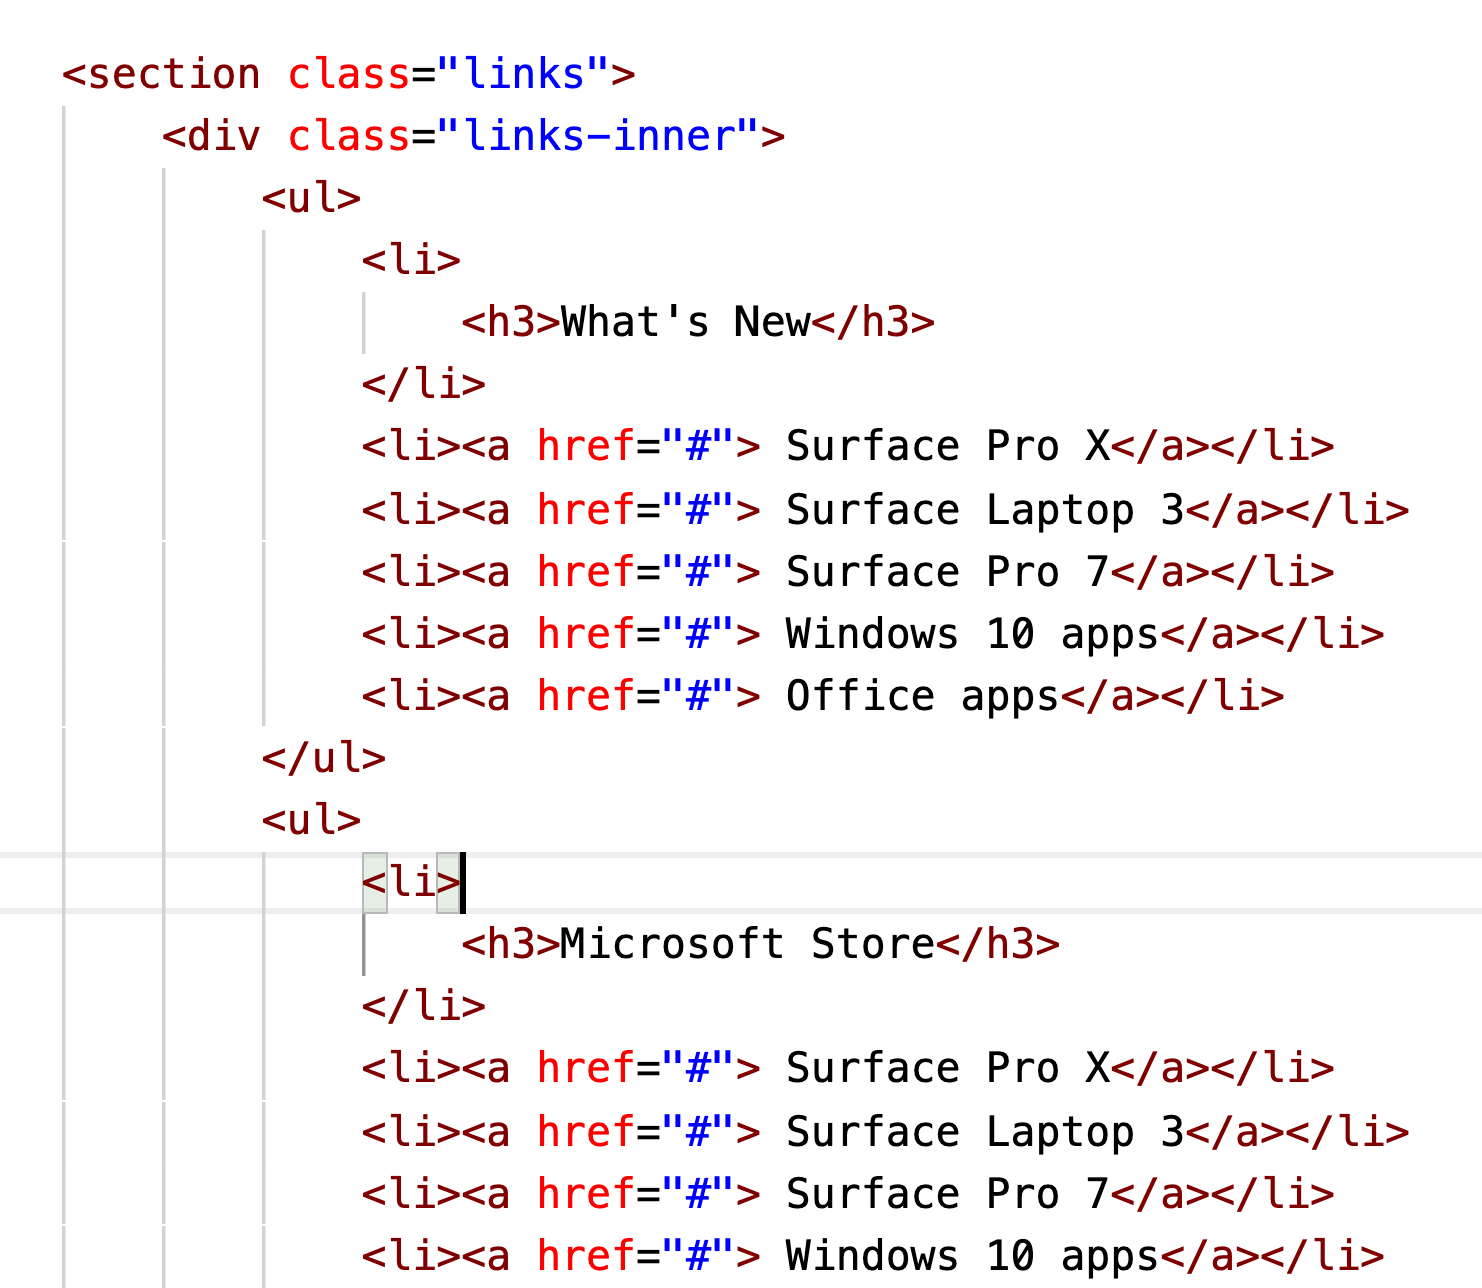 <section class="links">
<div class="links-inner">
<ul>
<li>
<h3>What's New</h3>
</li>
<li><a href="#"> Surface Pro X</a></li>
<li><a href="#"> Surface Laptop 3</a></li>
<li><a href="#"> Surface Pro 7</a></li>
<li><a href="#"> Windows 10 apps</a></li>
<li><a href="#"> Office apps</a></li>
</ul>
<ul>
<li>
<h3>Microsoft Store</h3>
</li>
<li><a href="#"> Surface Pro X</a></li>
<li><a href="#"> Surface Laptop 3</a></li>
<li><a href="#"> Surface Pro 7</a></li>
<li><a href="#"> Windows 10 apps</a></li>